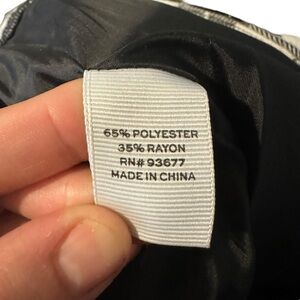 65% POLYESTER
35% RAYON
RN# 93677
MADE IN CHINA